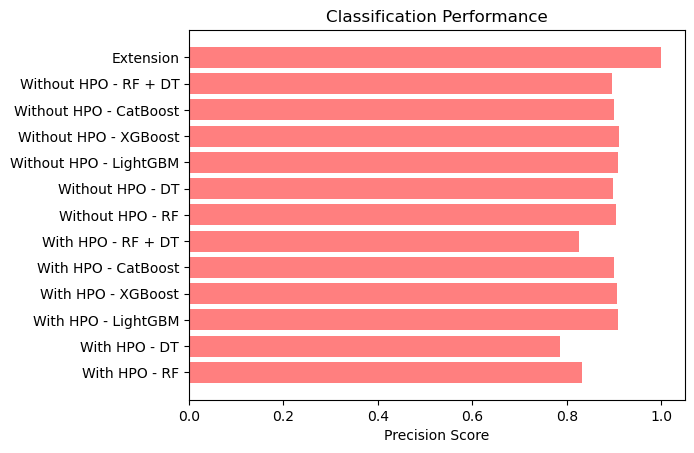 Classification Performance
Extension
Without HPO - RF + DT
Without HPO - CatBoost
Without HPO - XGBoost
Without HPO - LightGBM
Without HPO - DT
Without HPO - RF
With HPO - RF + DT
With HPO - CatBoost
With HPO - XGBoost
With HPO - LightGBM
With HPO - DT
With HPO - RF
0.0 0.2 0.4 0.6 0.8 1.0
Precision Score